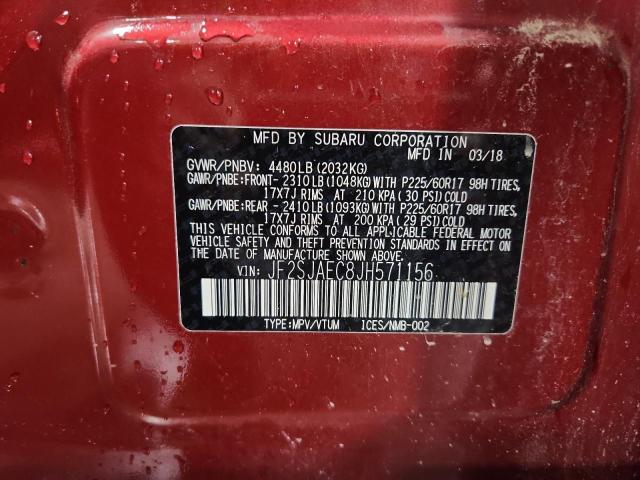 MFD BY SUBARU CORPORATION
MFD IN 03/18
GVWR/PNBV: 4480LB (2032KG)
GAWR/PNBE:FRONT-2310LB(1048KG)WITH P225/60R17 98H TIRES,
17X7J RIMS AT 210 KPA(30 PSI)COLD
GAWR/PNBE:REAR -2410LB(1093KG)WITH P225/60R17 98H TIRES,
17X7J RIMS AT 200 KPA(29 PSI)COLD
THIS VEHICLE CONFORMS TO ALL APPLICABLE FEDERAL MOTOR
VEHICLE SAFETY AND THEFT PREVENTION STANDARDS IN EFFECT
ON THE DATE OF MANUFACTURE SHOWN ABOVE.
VIN: JF2SJAEC8JH571156
TYPE:MPV/VTUM ICES/NMB-002